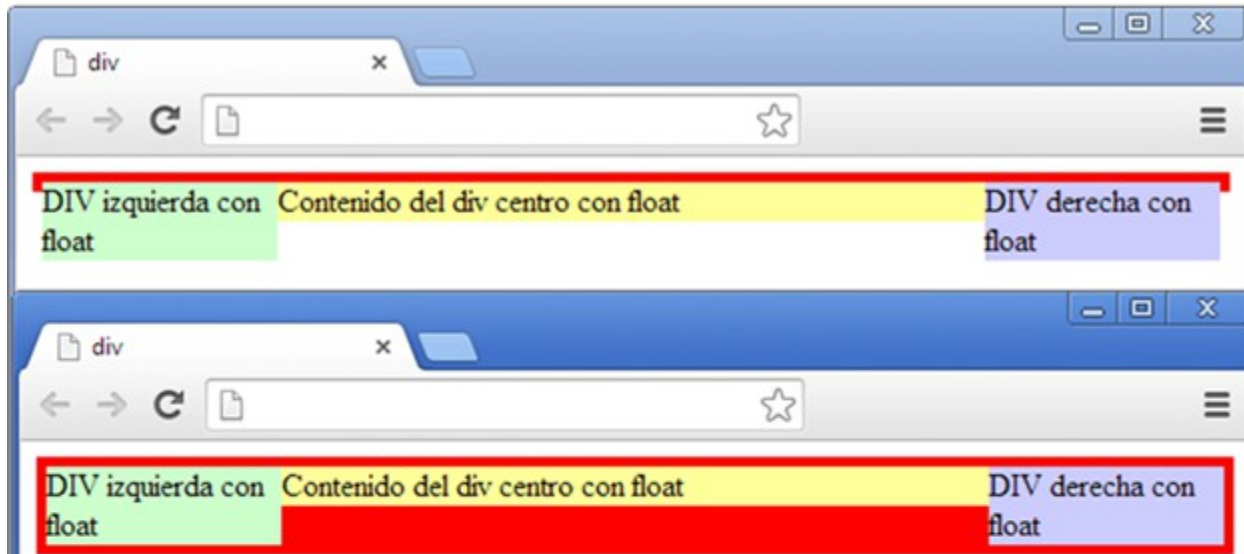 div
DIV izquierda con
float
Contenido del div centro con float
DIV derecha con
float
div
DIV izquierda con
float
Contenido del div centro con float
DIV derecha con
float